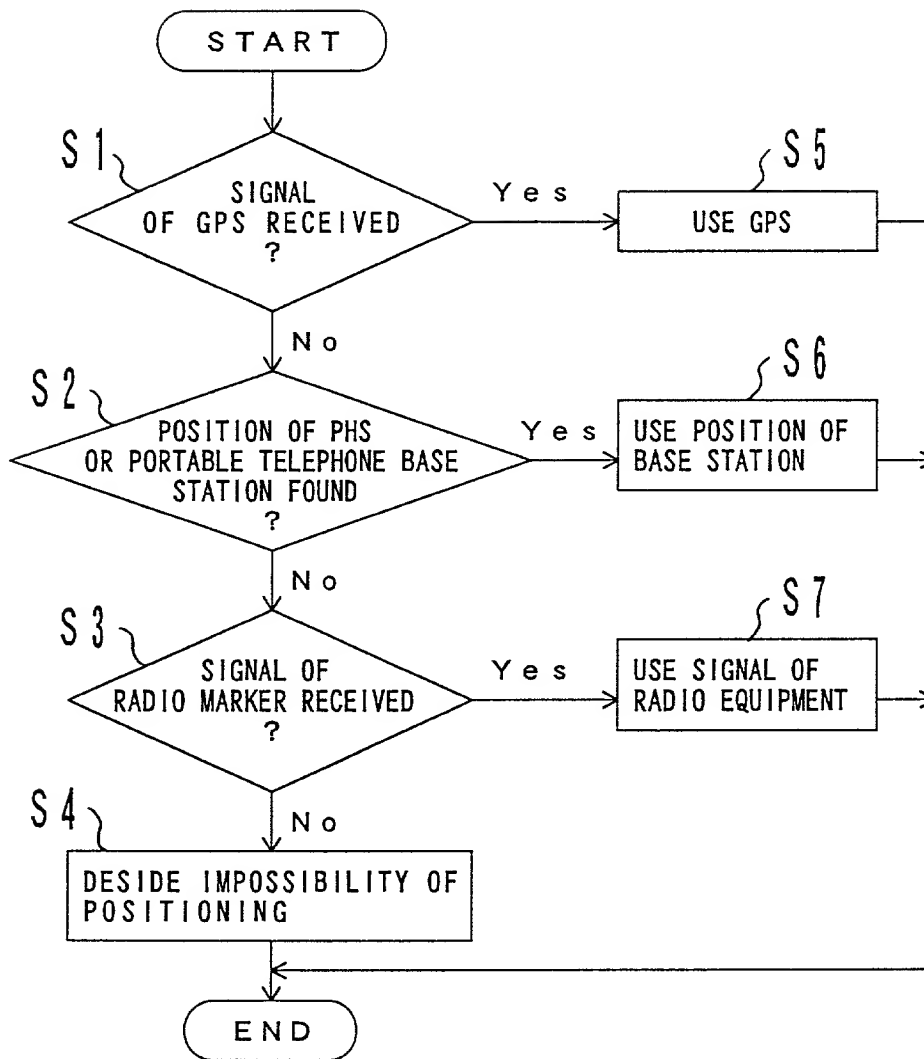 START
S1
SIGNAL
OF GPS RECEIVED
?
Yes
S5
USE GPS
No
S2
POSITION OF PHS
OR PORTABLE TELEPHONE BASE
STATION FOUND
?
Yes
S6
USE POSITION OF
BASE STATION
No
S3
SIGNAL OF
RADIO MARKER RECEIVED
?
Yes
S7
USE SIGNAL OF
RADIO EQUIPMENT
No
S4
DESIDE IMPOSSIBILITY OF
POSITIONING
END